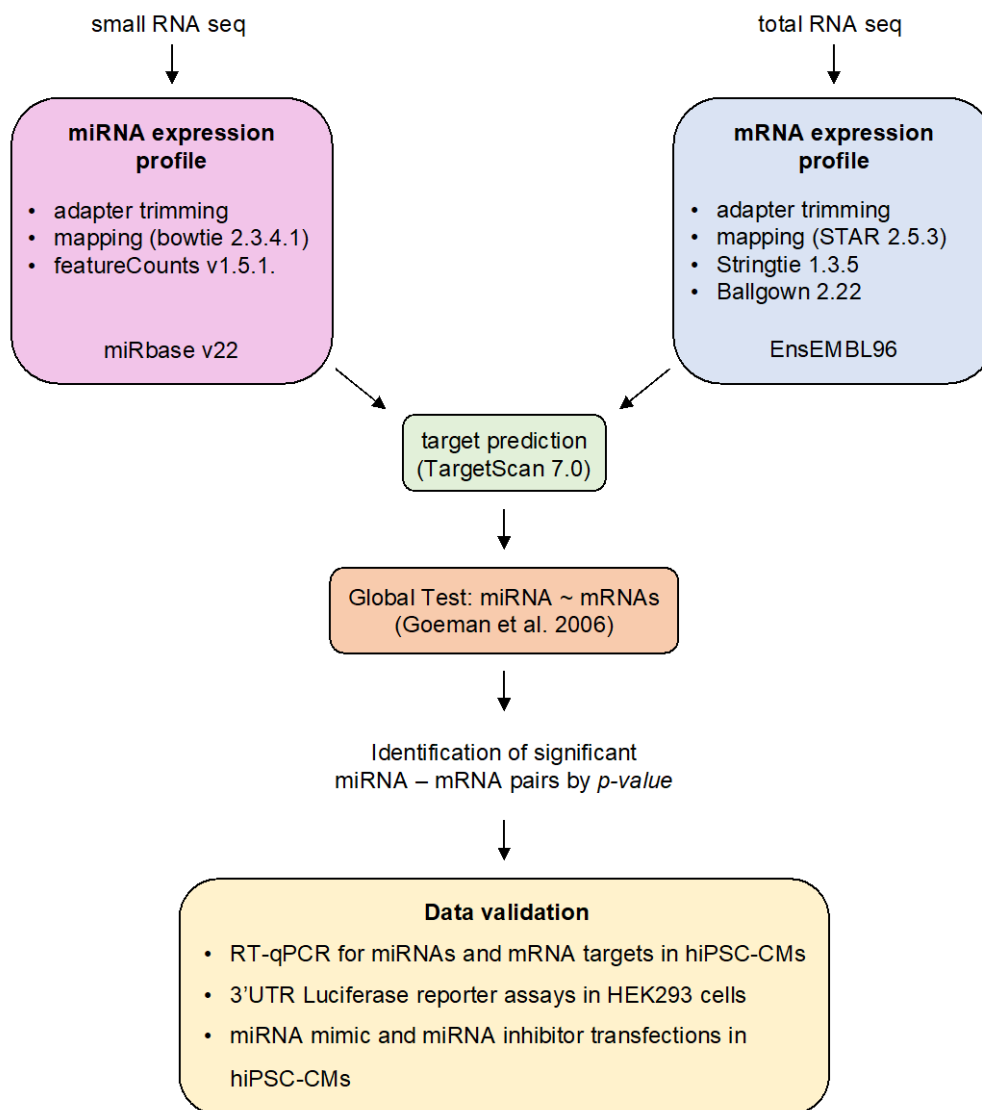 small RNA seq
total RNA seq
miRNA expression
profile
• adapter trimming
• mapping (bowtie 2.3.4.1)
• featureCounts v1.5.1.
miRbase v22
mRNA expression
profile
• adapter trimming
• mapping (STAR 2.5.3)
• Stringtie 1.3.5
• Ballgown 2.22
EnsEMBL96
target prediction
(TargetScan 7.0)
Global Test: miRNA ~ mRNAs
(Goeman et al. 2006)
Identification of significant
miRNA – mRNA pairs by p-value
Data validation
• RT-qPCR for miRNAs and mRNA targets in hiPSC-CMs
• 3’UTR Luciferase reporter assays in HEK293 cells
• miRNA mimic and miRNA inhibitor transfections in
hiPSC-CMs